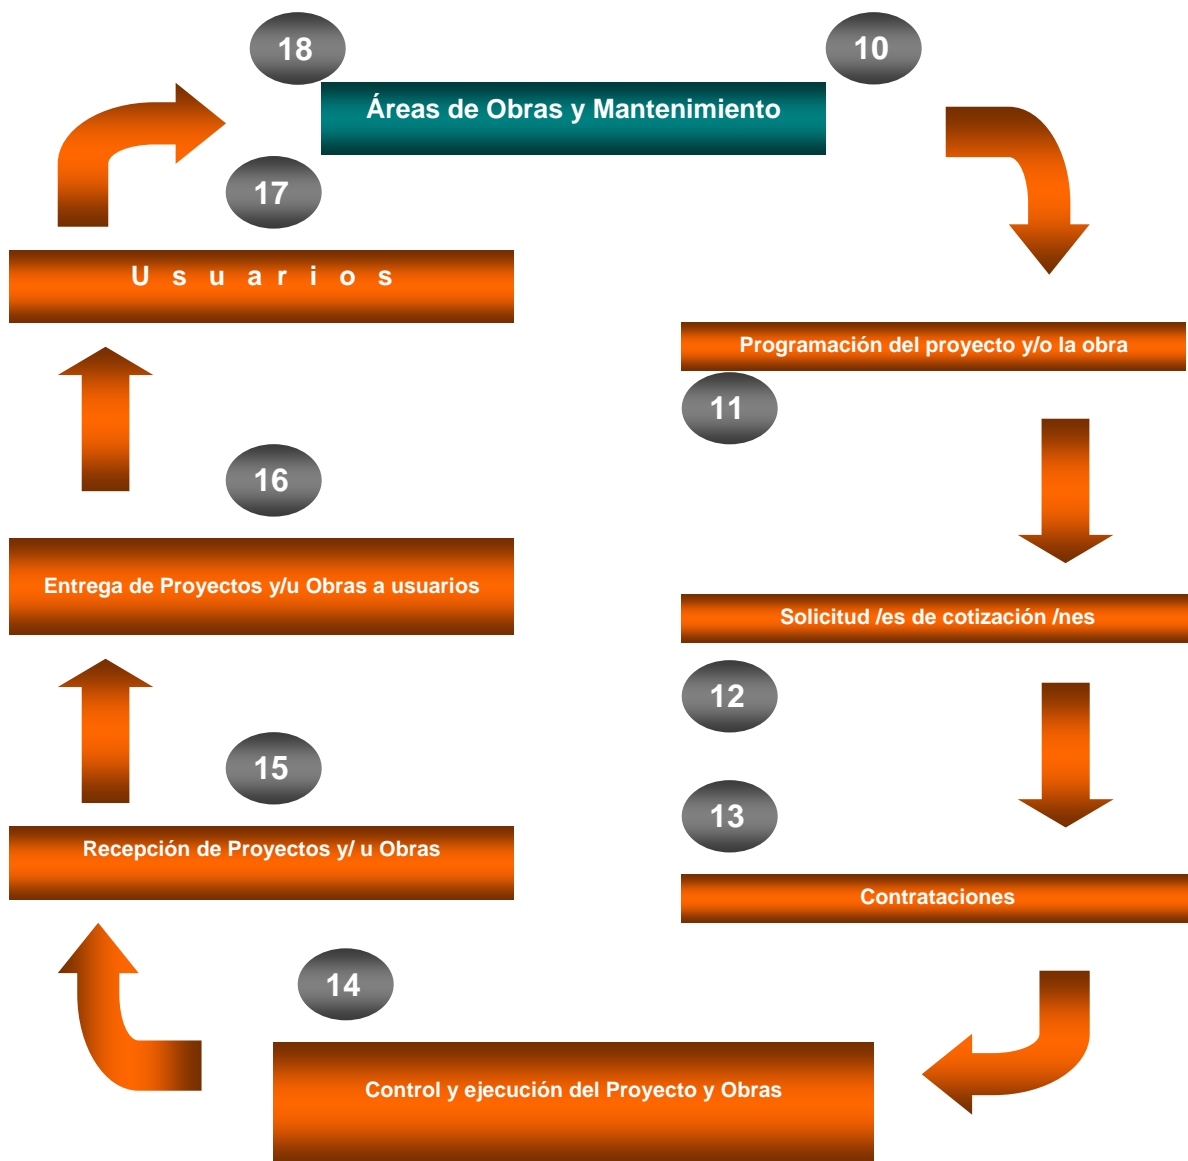 18
10
Áreas de Obras y Mantenimiento
17
U s u a r i o s
Programación del proyecto y/o la obra
11
16
Entrega de Proyectos y/u Obras a usuarios
Solicitud /es de cotización /nes
12
15
13
Recepción de Proyectos y/ u Obras
Contrataciones
14
Control y ejecución del Proyecto y Obras